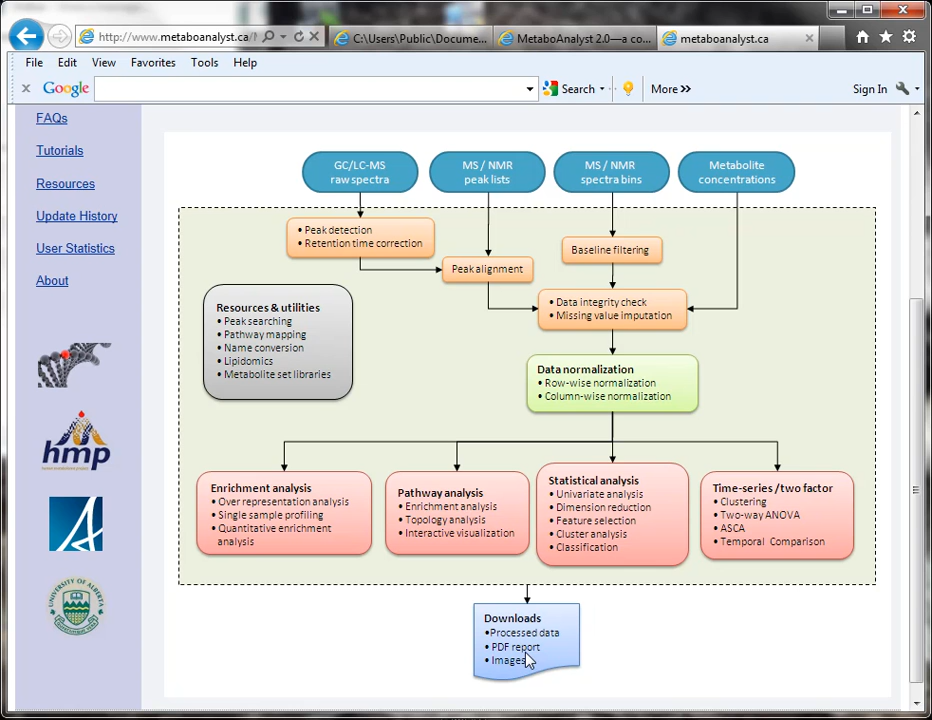 http://www.metaboanalyst.ca/
C:\Users\Public\Docume...
MetaboAnalyst 2.0—a co...
metaboanalyst.ca
File Edit View Favorites Tools Help
x Google Search More >> Sign In
FAQs
Tutorials
Resources
Update History
User Statistics
About
hmp
UNIVERSITY OF ALBERTA
GC/LC-MS
raw spectra
MS / NMR
peak lists
MS / NMR
spectra bins
Metabolite
concentrations
• Peak detection
• Retention time correction
Peak alignment
Baseline filtering
• Data integrity check
• Missing value imputation
Resources & utilities
• Peak searching
• Pathway mapping
• Name conversion
• Lipidomics
• Metabolite set libraries
Data normalization
• Row-wise normalization
• Column-wise normalization
Enrichment analysis
• Over representation analysis
• Single sample profiling
• Quantitative enrichment
analysis
Pathway analysis
• Enrichment analysis
• Topology analysis
• Interactive visualization
Statistical analysis
• Univariate analysis
• Dimension reduction
• Feature selection
• Cluster analysis
• Classification
Time-series /two factor
• Clustering
• Two-way ANOVA
• ASCA
• Temporal Comparison
Downloads
•Processed data
• PDF report
• Images